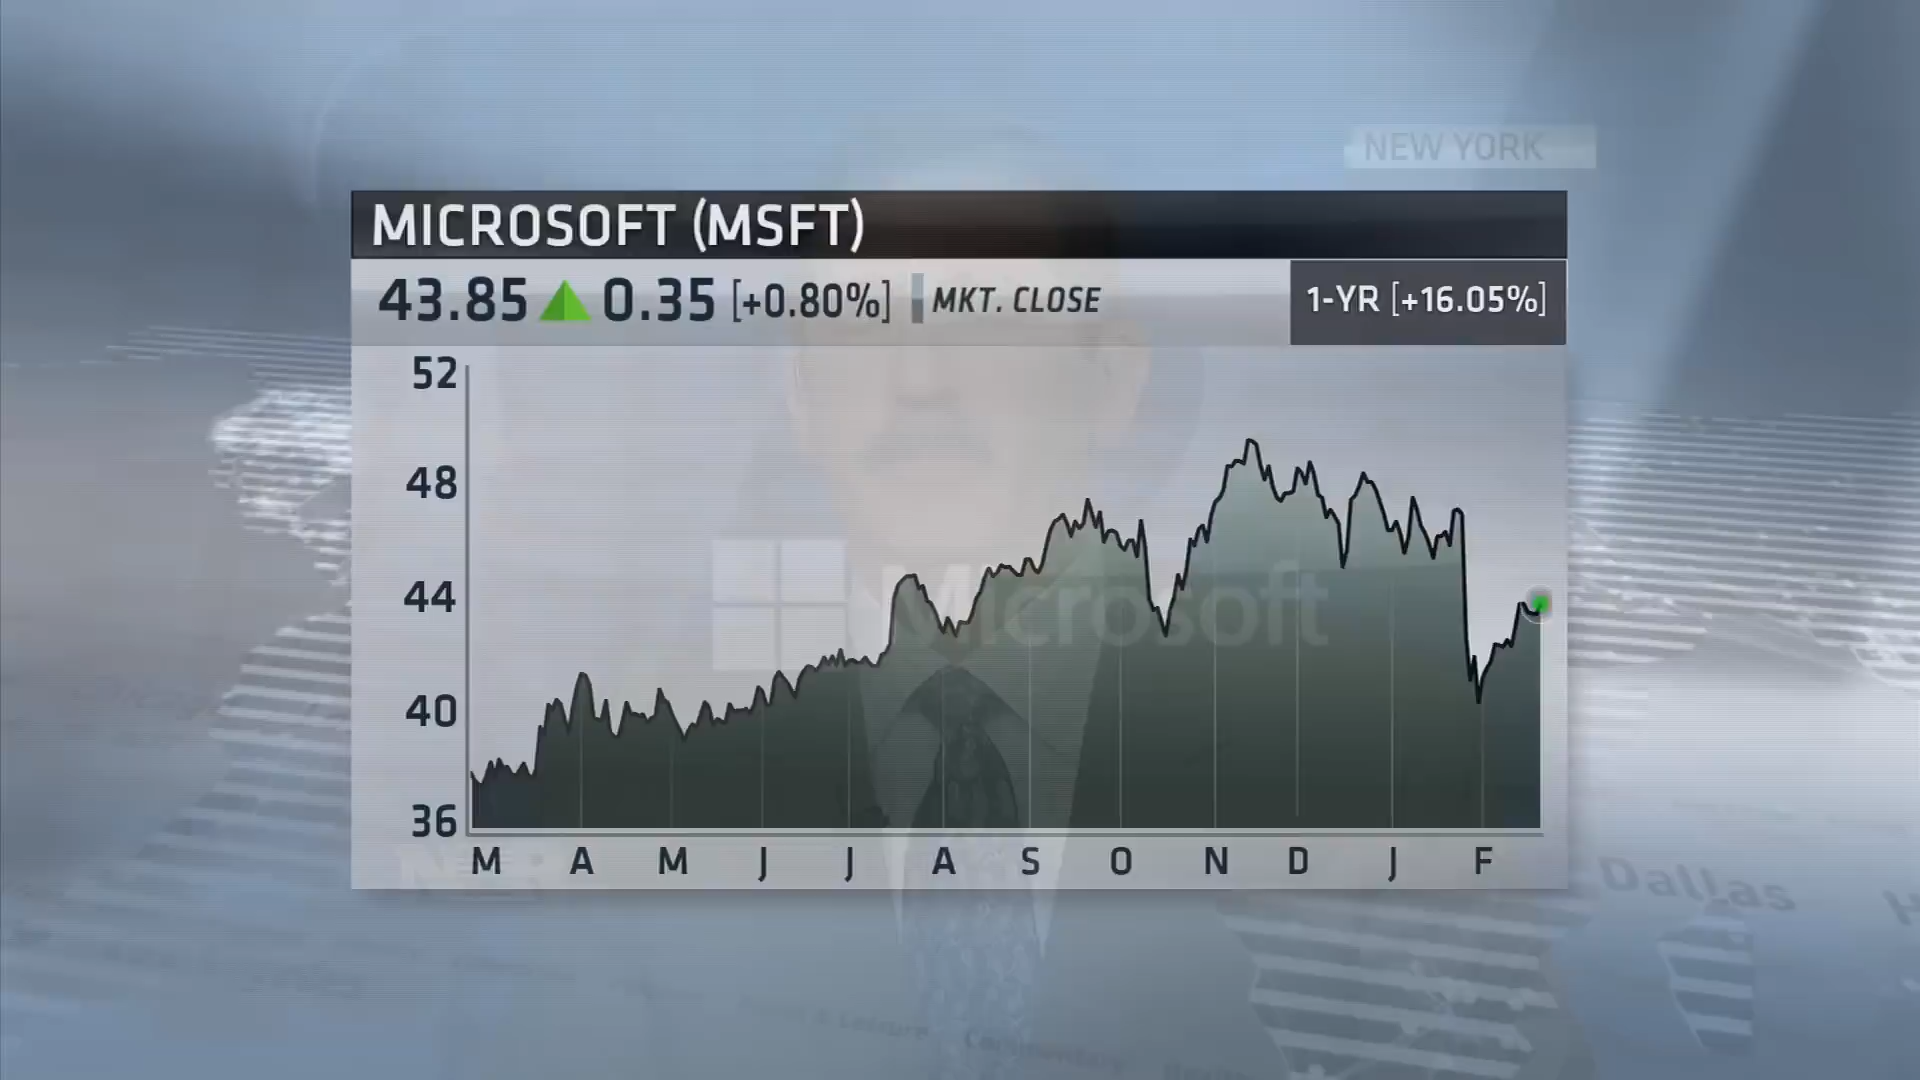 NEW YORK
MICROSOFT (MSFT)
43.85 0.35 [+0.80%] MKT. CLOSE
1-YR [+16.05%]
52
48
44
40
36
Microsoft
M A M J J A S O N D J F
Dallas